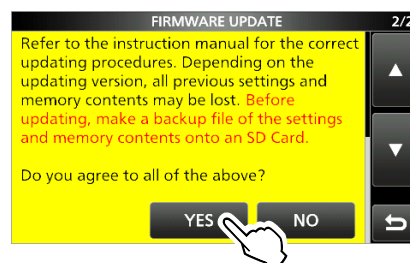 FIRMWARE UPDATE 2/2
Refer to the instruction manual for the correct
updating procedures. Depending on the
updating version, all previous settings and
memory contents may be lost. Before
updating, make a backup file of the settings
and memory contents onto an SD Card.
Do you agree to all of the above?
YES NO